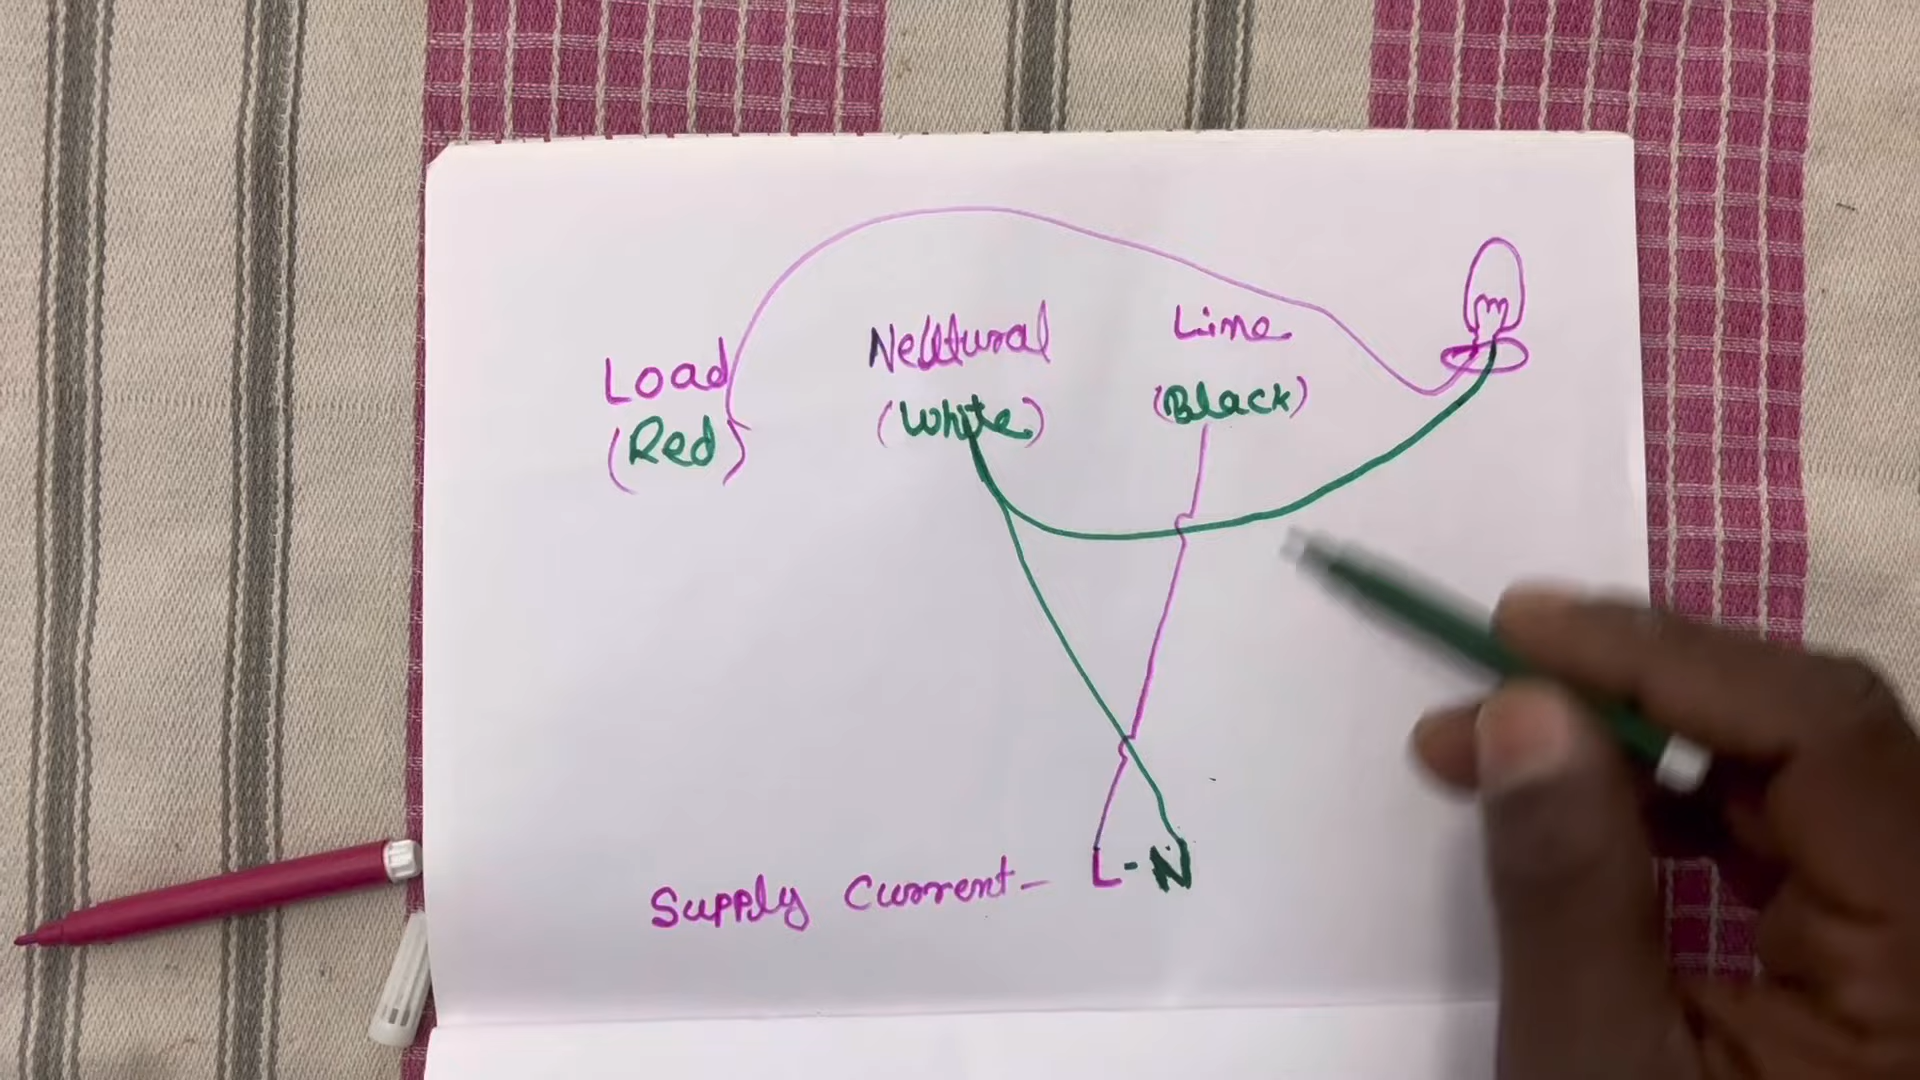 Load
(Red)
Neutural
(White)
Line
(Black)
Supply Current- L-N